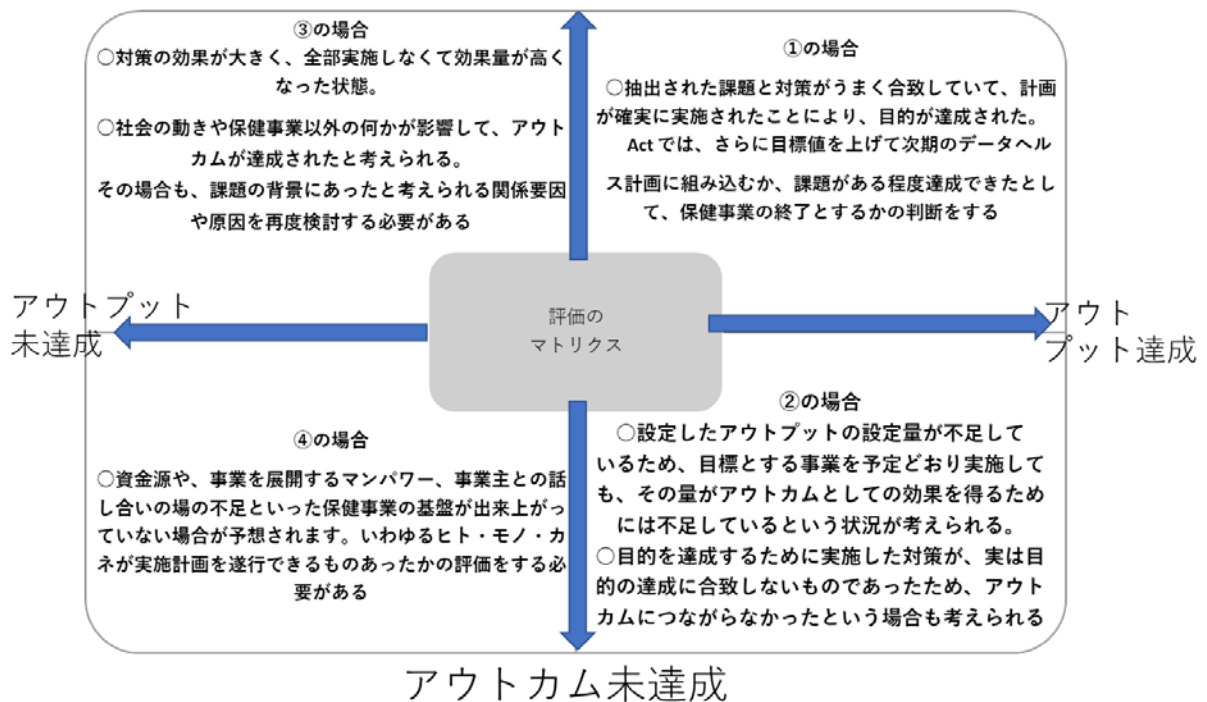 ③の場合
○対策の効果が大きく、全部実施しなくて効果量が高く
なった状態。
○社会の動きや保健事業以外の何かが影響して、アウト
カムが達成されたと考えられる。
その場合も、課題の背景にあったと考えられる関係要因
や原因を再度検討する必要がある
①の場合
○抽出された課題と対策がうまく合致していて、計画
が確実に実施されたことにより、目的が達成された。
Act では、さらに目標値を上げて次期のデータヘル
ス計画に組み込むか、課題がある程度達成できたとし
て、保健事業の終了とするかの判断をする
アウトプット
未達成
評価の
マトリクス
アウト
プット達成
④の場合
○資金源や、事業を展開するマンパワー、事業主との話
し合いの場の不足といった保健事業の基盤が出来上がっ
ていない場合が予想されます。いわゆるヒト・モノ・カ
ネが実施計画を遂行できるものあったかの評価をする必
要がある
②の場合
○設定したアウトプットの設定量が不足して
いるため、目標とする事業を予定どおり実施して
も、その量がアウトカムとしての効果を得るため
には不足しているという状況が考えられる。
○目的を達成するために実施した対策が、実は目
的の達成に合致しないものであったため、アウト
カムにつながらなかったという場合も考えられる
アウトカム未達成